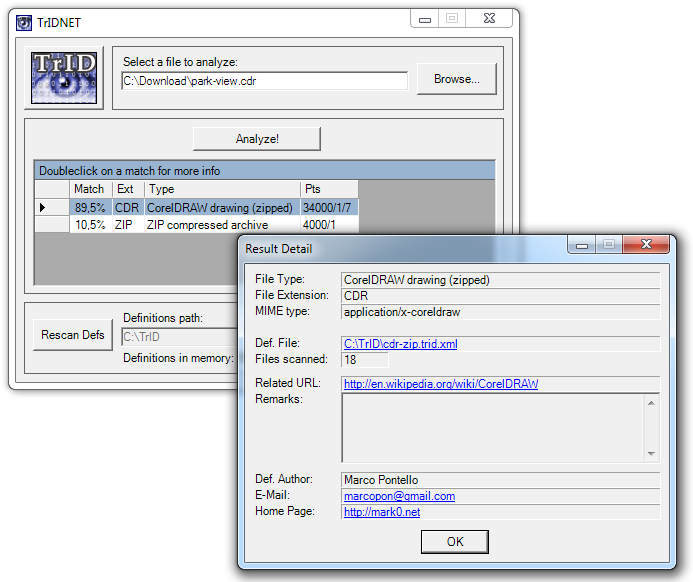 TrIDNET
TrID
Select a file to analyze:
C:\Download\park-view.cdr
Browse...
Analyze!
Doubleclick on a match for more info
Match Ext Type Pts
89,5% CDR CorelDRAW drawing (zipped) 34000/1/7
10,5% ZIP ZIP compressed archive 4000/1
Rescan Defs
Definitions path:
C:\TrID
Definitions in memory:
Result Detail
File Type: CorelDRAW drawing (zipped)
File Extension: CDR
MIME type: application/x-coreldraw
Def. File: C:\TrID\cdr-zip.trid.xml
Files scanned: 18
Related URL: http://en.wikipedia.org/wiki/CorelDRAW
Remarks:
Def. Author: Marco Pontello
E-Mail: marcopon@gmail.com
Home Page: http://mark0.net
OK